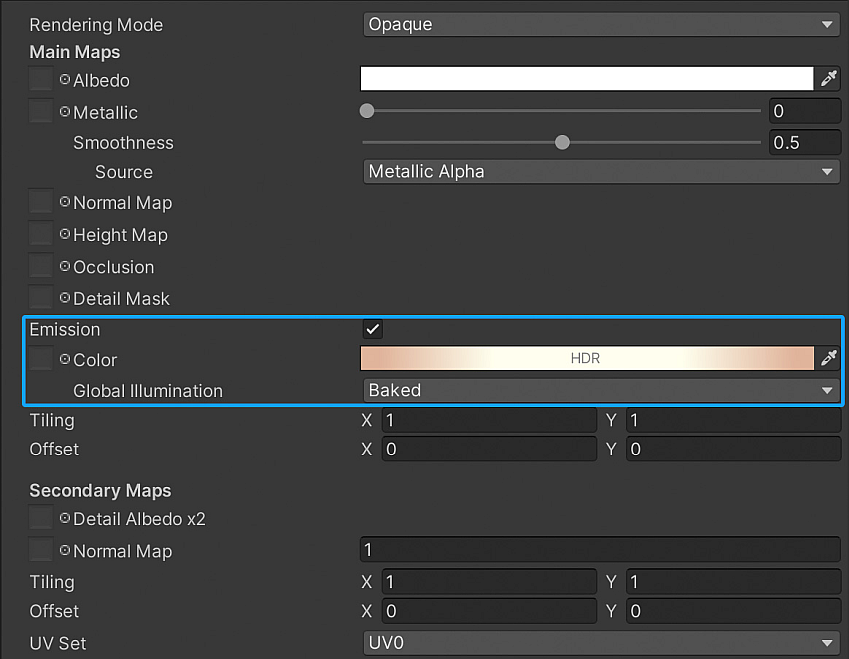 Rendering Mode Opaque
Main Maps
Albedo
Metallic 0
Smoothness 0.5
Source Metallic Alpha
Normal Map
Height Map
Occlusion
Detail Mask
Emission
Color HDR
Global Illumination Baked
Tiling X 1 Y 1
Offset X 0 Y 0
Secondary Maps
Detail Albedo x2
Normal Map 1
Tiling X 1 Y 1
Offset X 0 Y 0
UV Set UV0